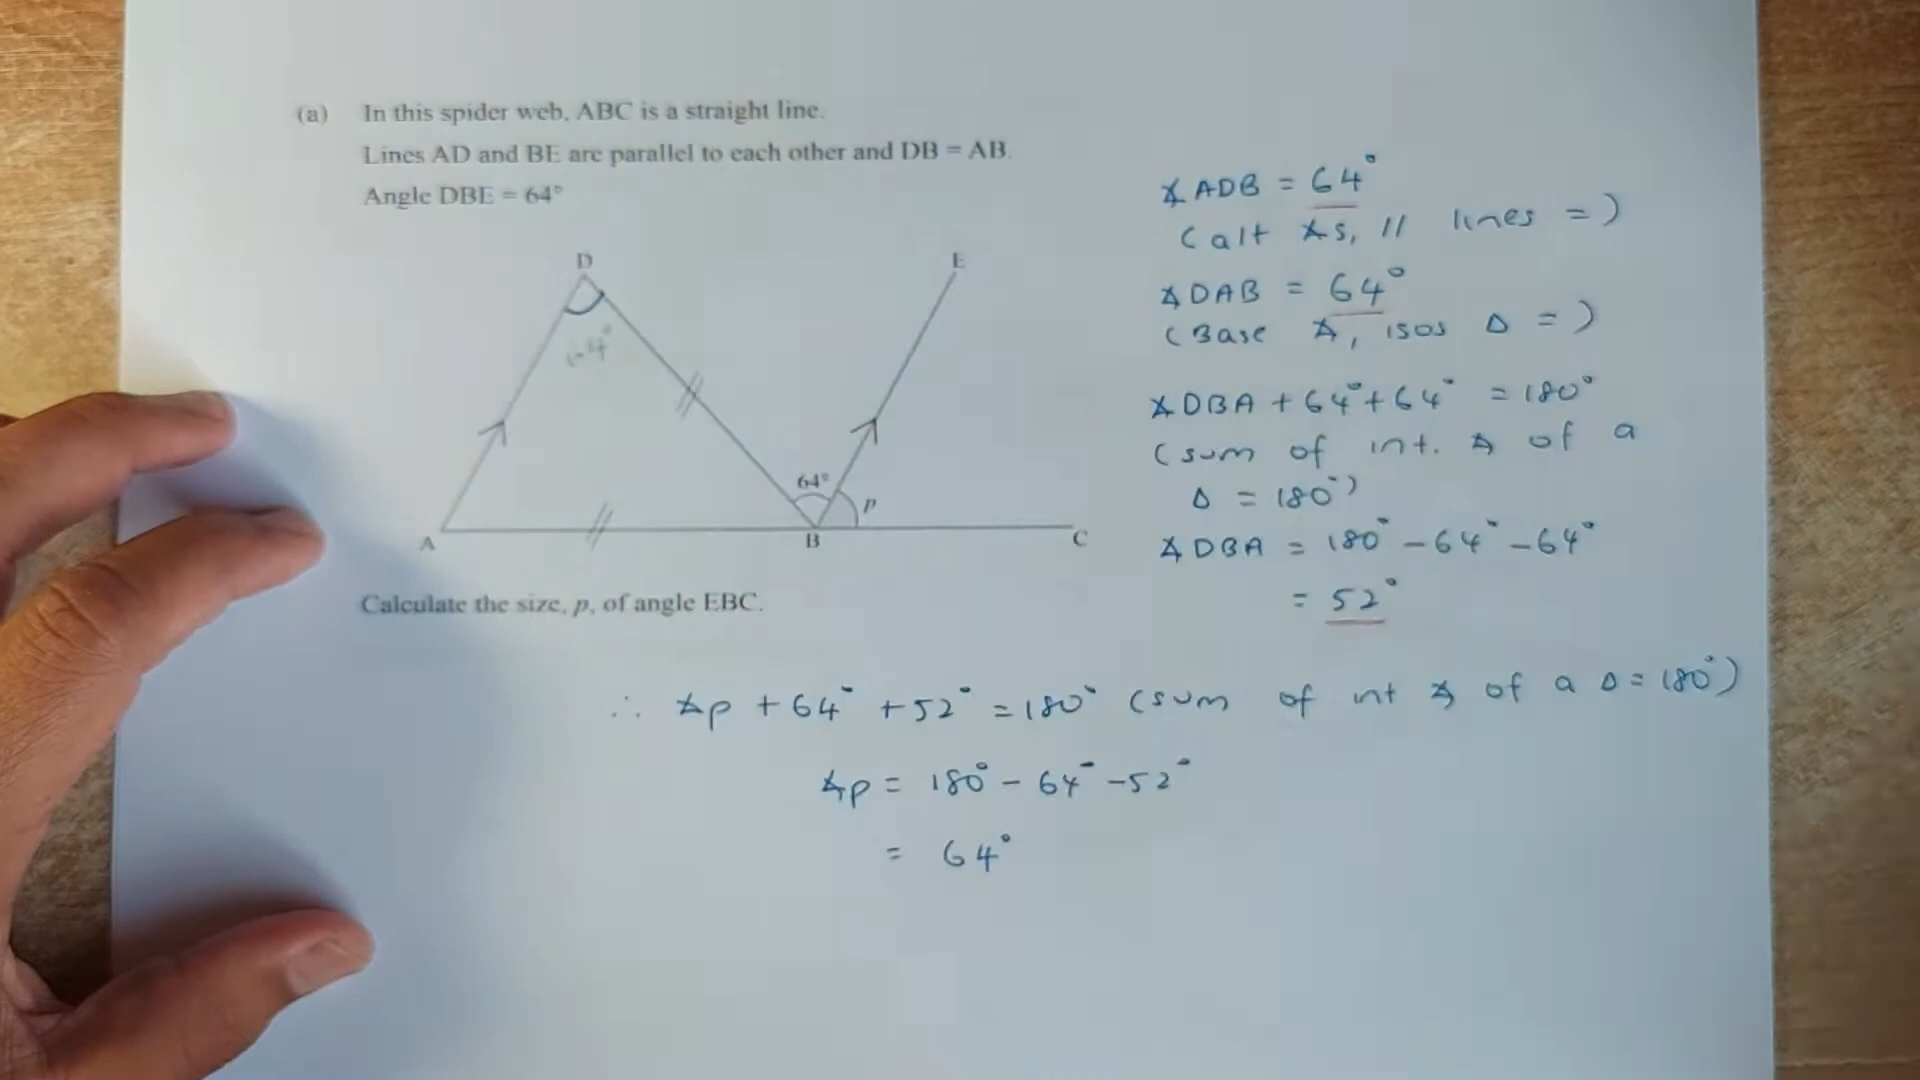 (a) In this spider web, ABC is a straight line.
Lines AD and BE are parallel to each other and DB = AB.
Angle DBE = 64°
D
E
64°
64°
p
A
B
C
Calculate the size, p, of angle EBC.
∡ADB = 64°
(alt ∡s, // lines =)
∡DAB = 64°
(Base ∡, isos Δ =)
∡DBA + 64° + 64° = 180°
(sum of int. ∡ of a
Δ = 180°)
∡DBA = 180° - 64° - 64°
= 52°
∴ ∡p + 64° + 52° = 180° (sum of int ∡ of a Δ = 180°)
∡p = 180° - 64° - 52°
= 64°